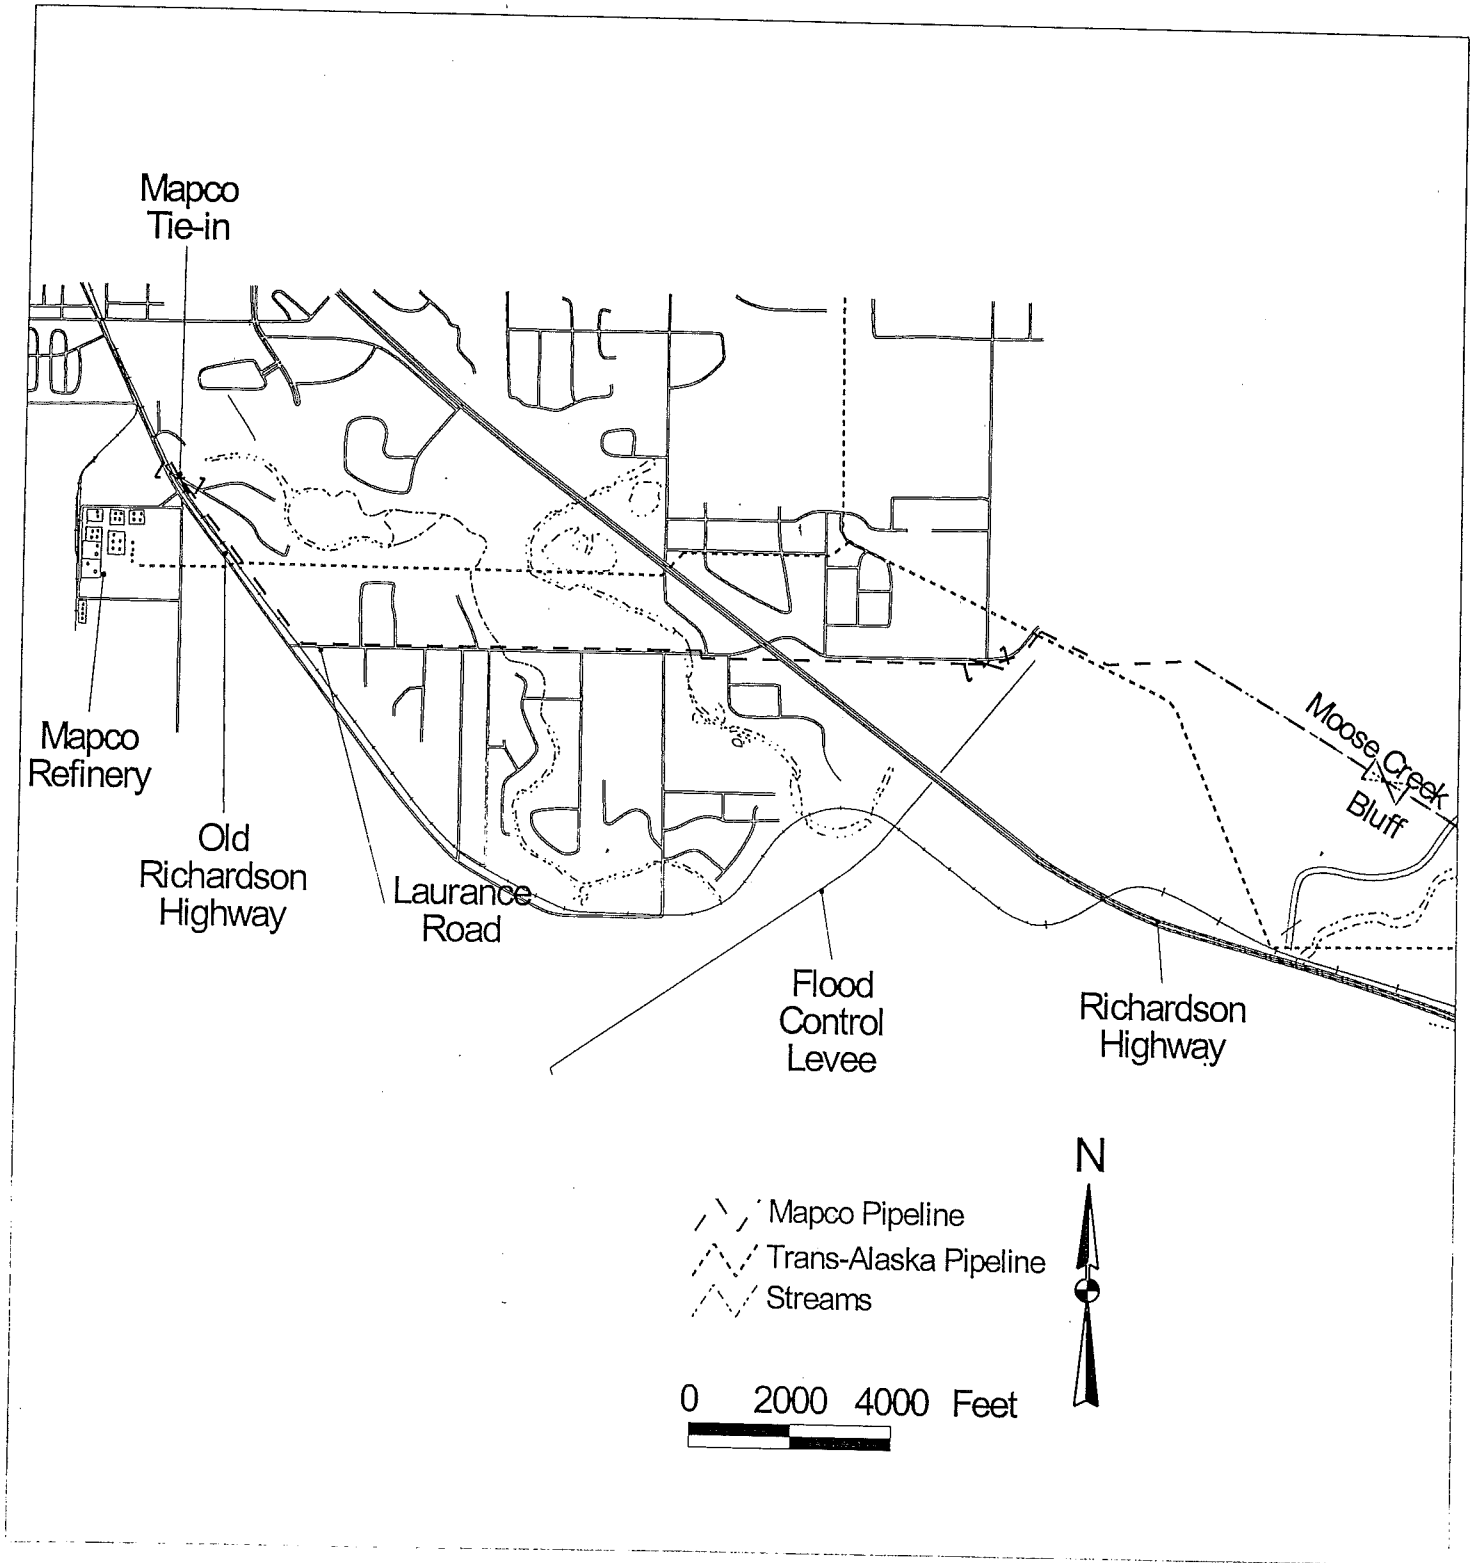 Mapco
Tie-in
Moose Creek
Bluff
Mapco
Refinery
Old
Richardson
Highway
Laurance
Road
Flood
Control
Levee
Richardson
Highway
N
Mapco Pipeline
Trans-Alaska Pipeline
Streams
0 2000 4000 Feet